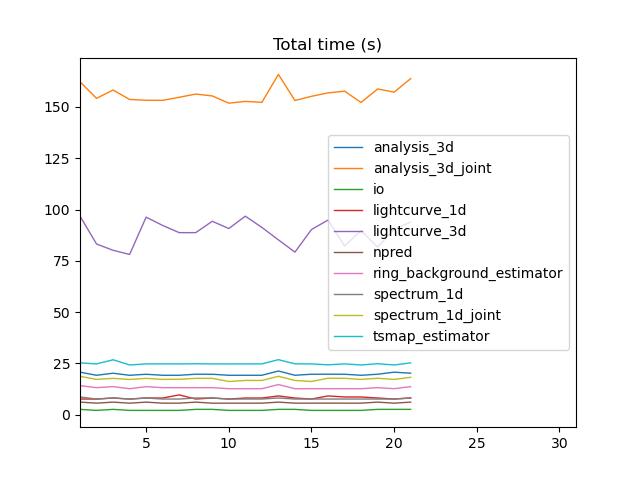 Total time (s)
150
125
100
75
50
25
0
analysis_3d
analysis_3d_joint
io
lightcurve_1d
lightcurve_3d
npred
ring_background_estimator
spectrum_1d
spectrum_1d_joint
tsmap_estimator
5 10 15 20 25 30